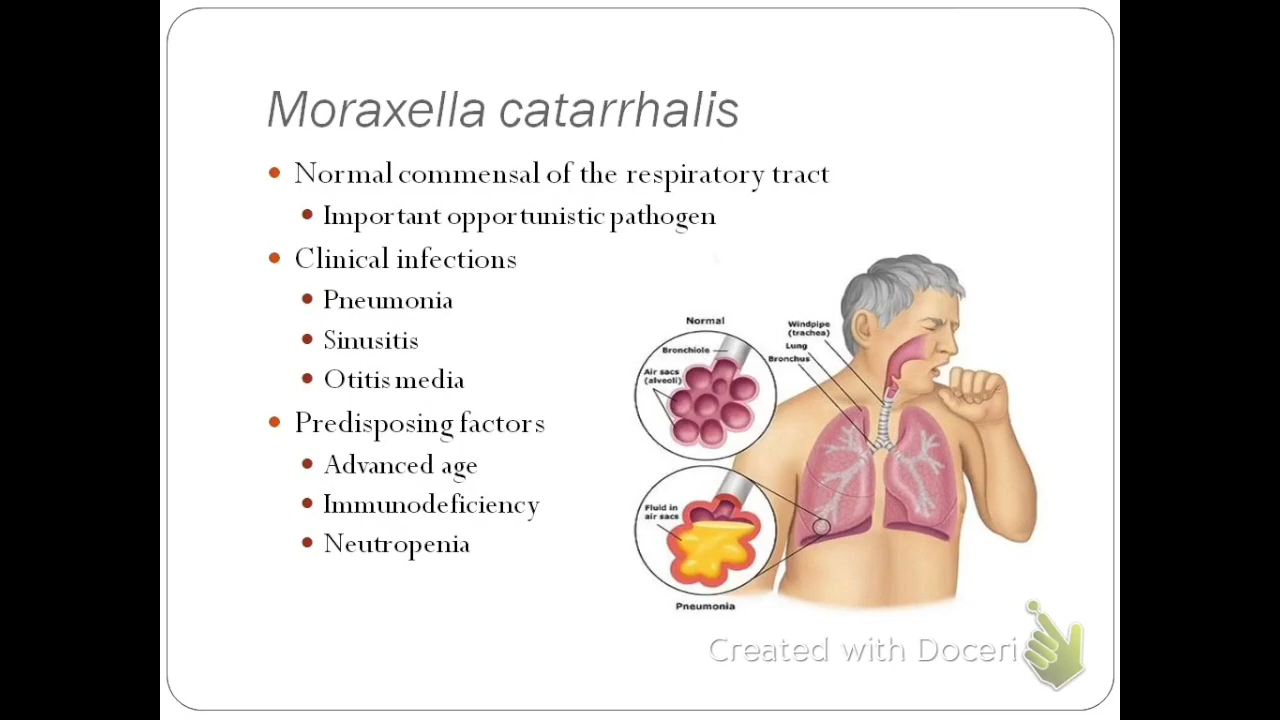 Moraxella catarrhalis
Normal commensal of the respiratory tract
Important opportunistic pathogen
Clinical infections
Pneumonia
Sinusitis
Otitis media
Predisposing factors
Advanced age
Immunodeficiency
Neutropenia
Normal
Bronchiole
Air sacs
(alveoli)
Windpipe
(trachea)
Lung
Bronchus
Fluid in
air sacs
Pneumonia
Created with Doceri